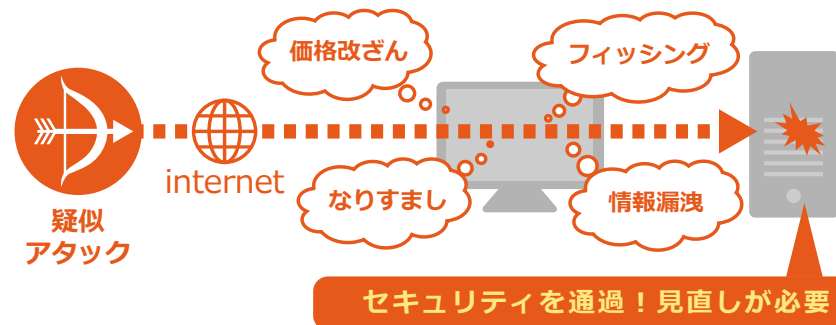 価格改ざん
フィッシング
internet
なりすまし
情報漏洩
疑似
アタック
セキュリティを通過！見直しが必要